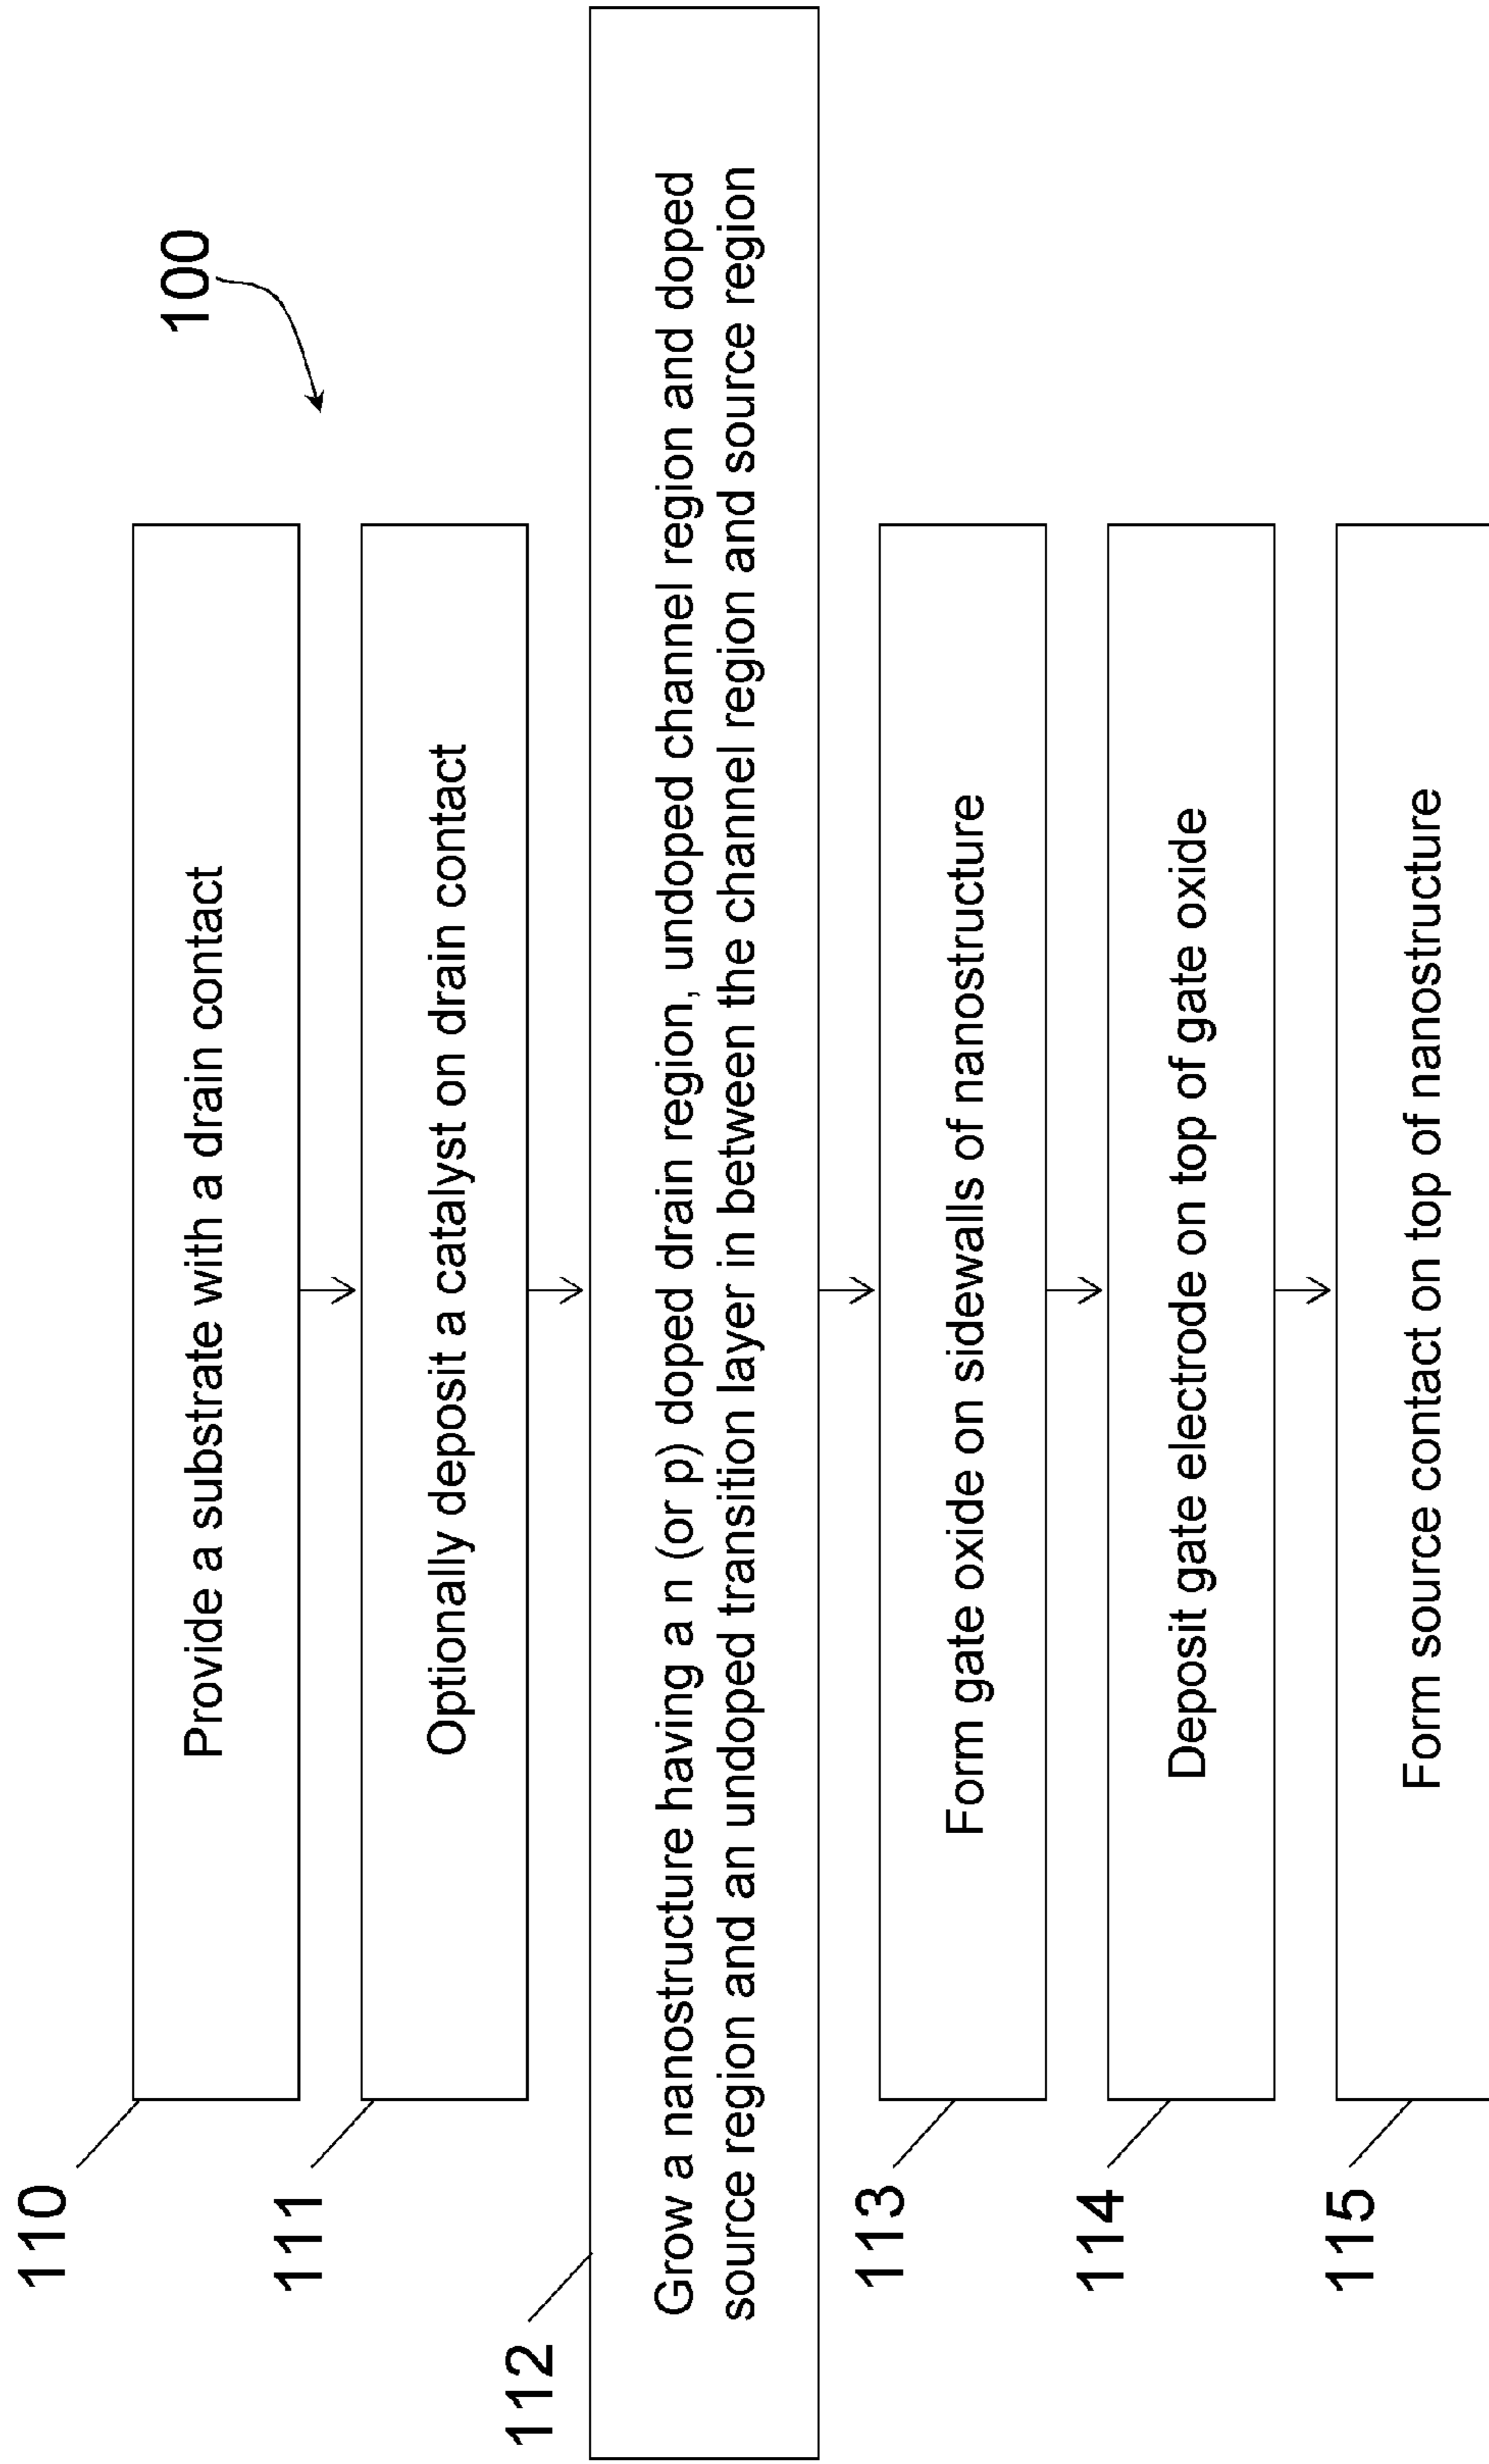 100
110
Provide a substrate with a drain contact
111
Optionally deposit a catalyst on drain contact
112
Grow a nanostructure having a n (or p) doped drain region, undoped channel region and doped
source region and an undoped transition layer in between the channel region and source region
113
Form gate oxide on sidewalls of nanostructure
114
Deposit gate electrode on top of gate oxide
115
Form source contact on top of nanostructure